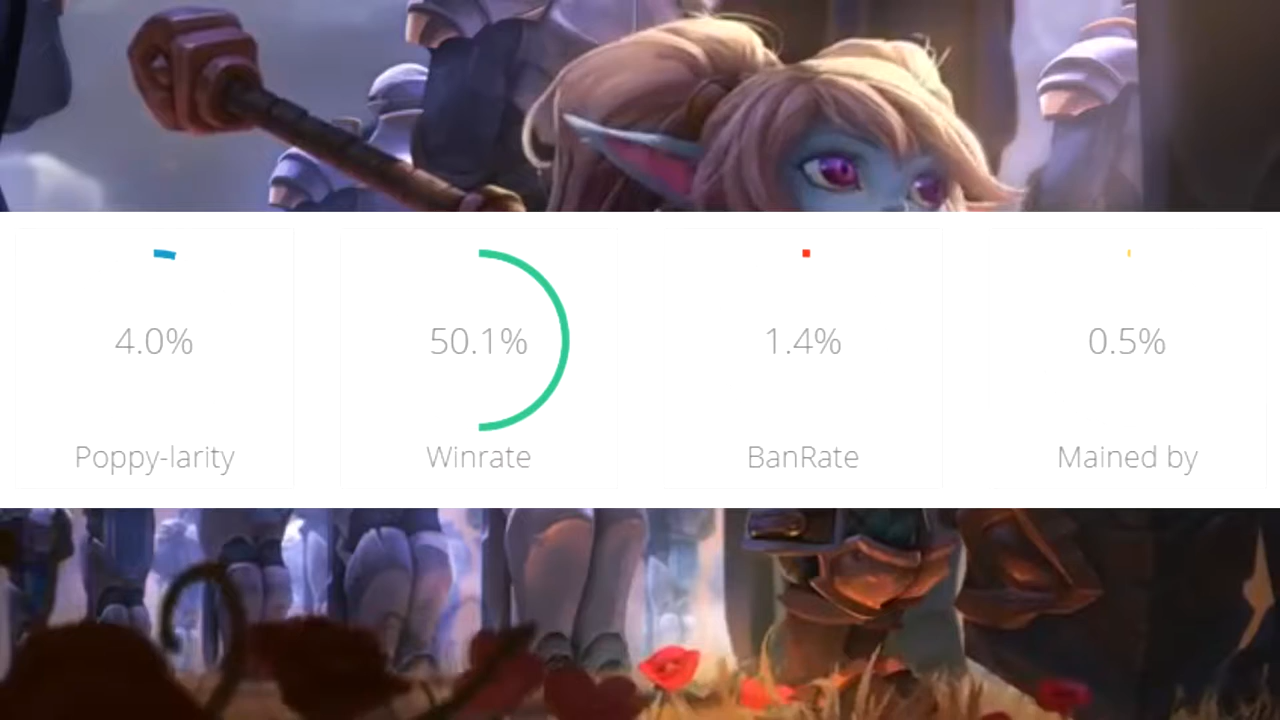 4.0%
50.1%
1.4%
0.5%
Poppy-larity
Winrate
BanRate
Mained by